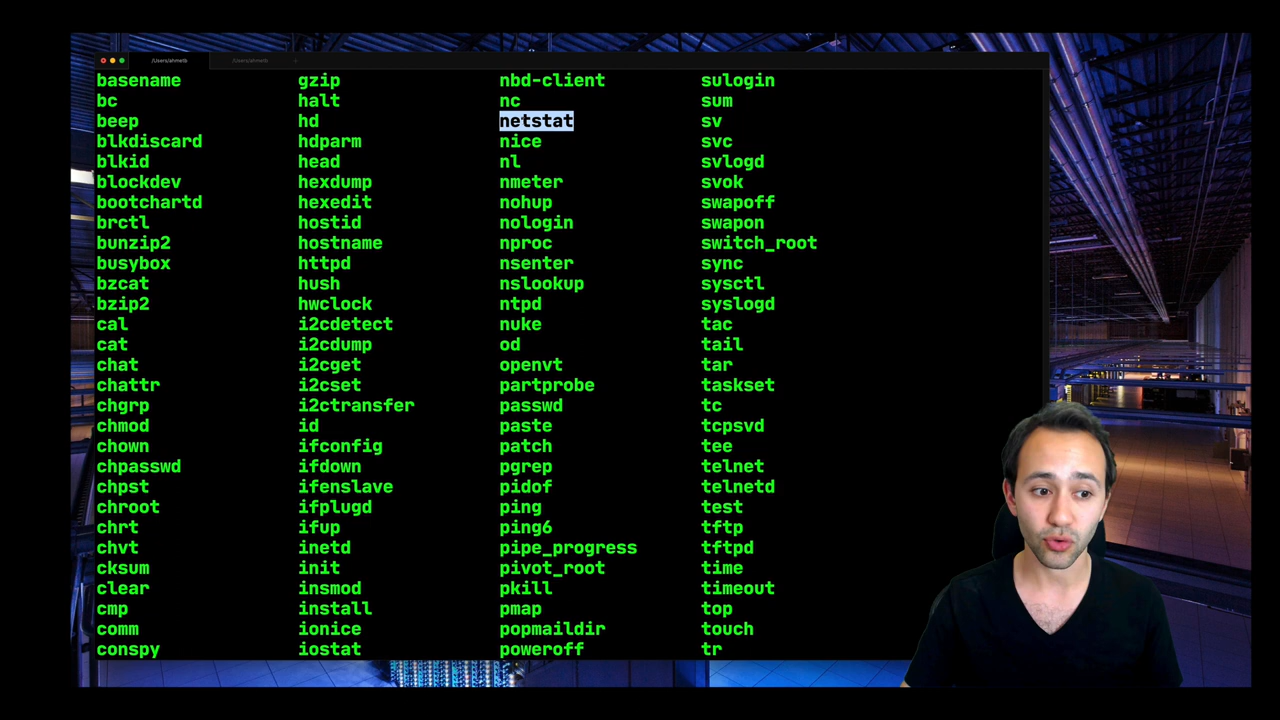 /Users/ahmetb /Users/ahmetb +
basename gzip nbd-client sulogin
bc halt nc sum
beep hd netstat sv
blkdiscard hdparm nice svc
blkid head nl svlogd
blockdev hexdump nmeter svok
bootchartd hexedit nohup swapoff
brctl hostid nologin swapon
bunzip2 hostname nproc switch_root
busybox httpd nsenter sync
bzcat hush nslookup sysctl
bzip2 hwclock ntpd syslogd
cal i2cdetect nuke tac
cat i2cdump od tail
chat i2cget openvt tar
chattr i2cset partprobe taskset
chgrp i2ctransfer passwd tc
chmod id paste tcpsvd
chown ifconfig patch tee
chpasswd ifdown pgrep telnet
chpst ifenslave pidof telnetd
chroot ifplugd ping test
chrt ifup ping6 tftp
chvt inetd pipe_progress tftpd
cksum init pivot_root time
clear insmod pkill timeout
cmp install pmap top
comm ionice popmaildir touch
conspy iostat poweroff tr